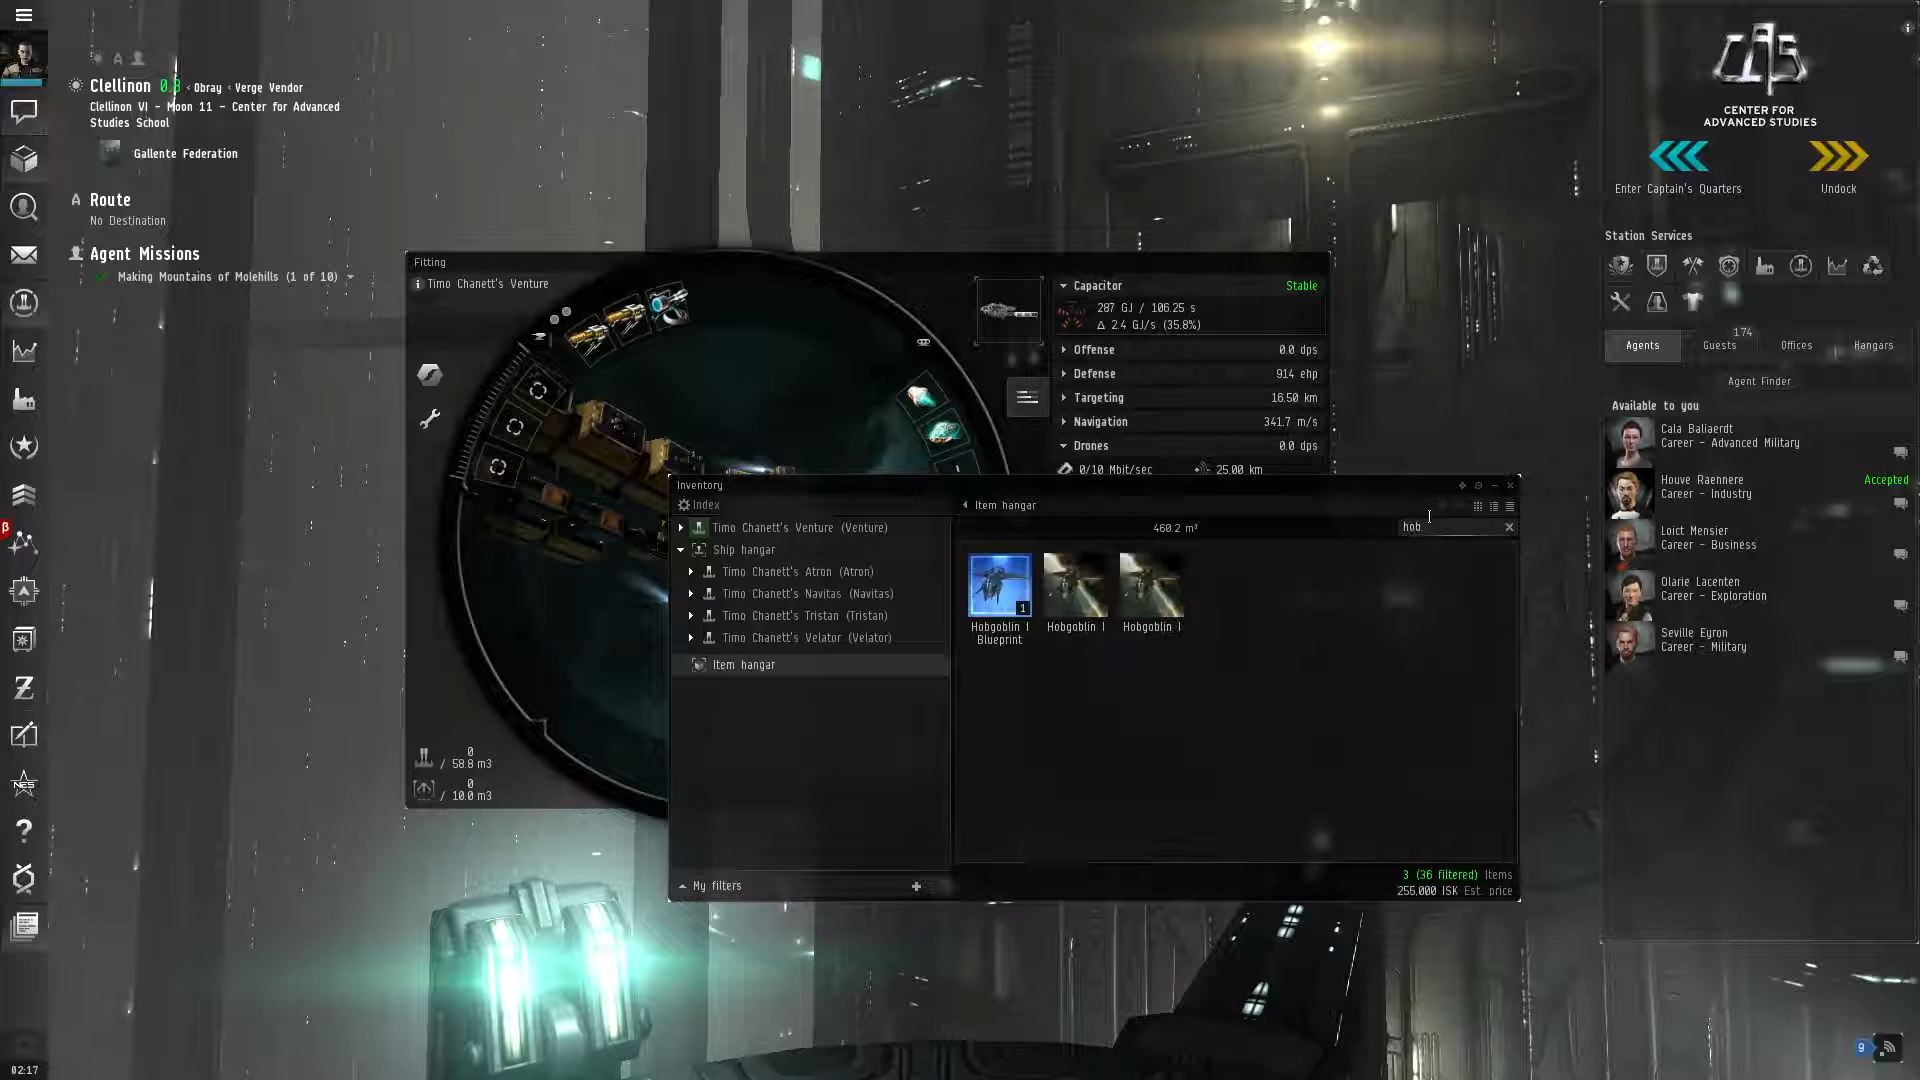 Clellinon 0.8 < Obray < Verge Vendor
Clellinon VI - Moon 11 - Center for Advanced
Studies School
Gallente Federation
Route
No Destination
Agent Missions
Making Mountains of Molehills (1 of 10)
Fitting
Timo Chanett's Venture
Capacitor Stable
287 GJ / 106.25 s
Δ 2.4 GJ/s (35.8%)
Offense 0.0 dps
Defense 914 ehp
Targeting 16.50 km
Navigation 341.7 m/s
Drones 0.0 dps
0/10 Mbit/sec 25.00 km
0
/ 58.8 m3
0
/ 10.0 m3
Inventory
Index
Timo Chanett's Venture (Venture)
Ship hangar
Timo Chanett's Atron (Atron)
Timo Chanett's Navitas (Navitas)
Timo Chanett's Tristan (Tristan)
Timo Chanett's Velator (Velator)
Item hangar
My filters
Item hangar
460.2 m³
hob
1
Hobgoblin I
Blueprint
Hobgoblin I
Hobgoblin I
3 (36 filtered) Items
255,000 ISK Est. price
CENTER FOR
ADVANCED STUDIES
Enter Captain's Quarters
Undock
Station Services
Agents
174
Guests
Offices
Hangars
Agent Finder
Available to you
Cala Baliaerdt
Career - Advanced Military
Houve Raennere Accepted
Career - Industry
Loict Mensier
Career - Business
Olarie Lacenten
Career - Exploration
Seville Eyron
Career - Military
β
NES
02:17
9